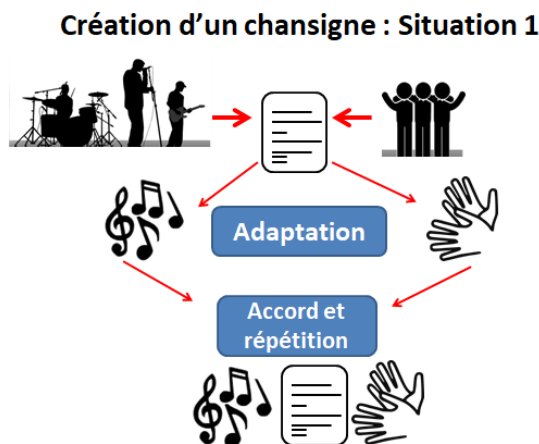 Création d'un chansigne : Situation 1
Adaptation
Accord et
répétition